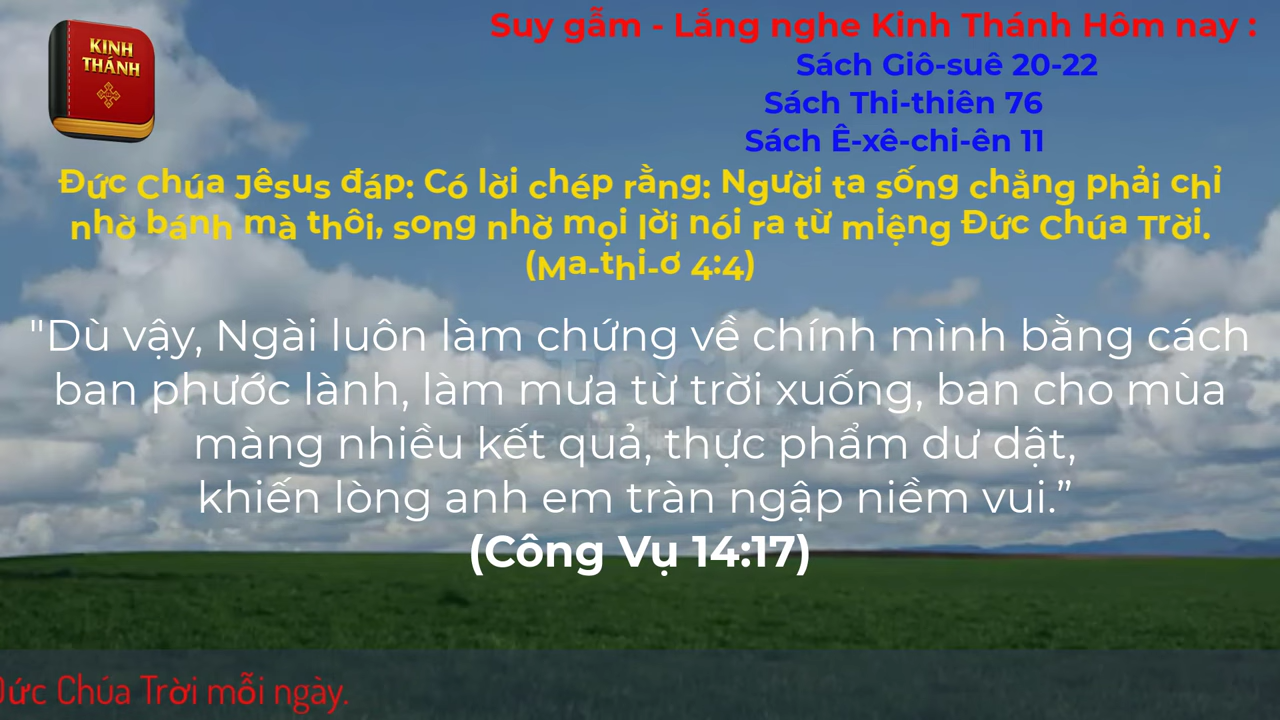 KINH
THÁNH
Suy gẫm - Lắng nghe Kinh Thánh Hôm nay :
Sách Giô-suê 20-22
Sách Thi-thiên 76
Sách Ê-xê-chi-ên 11
Đức Chúa Jêsus đáp: Có lời chép rằng: Người ta sống chẳng phải chỉ
nhờ bánh mà thôi, song nhờ mọi lời nói ra từ miệng Đức Chúa Trời.
(Ma-thi-ơ 4:4)
"Dù vậy, Ngài luôn làm chứng về chính mình bằng cách
ban phước lành, làm mưa từ trời xuống, ban cho mùa
màng nhiều kết quả, thực phẩm dư dật,
khiến lòng anh em tràn ngập niềm vui.”
(Công Vụ 14:17)
Đức Chúa Trời mỗi ngày.